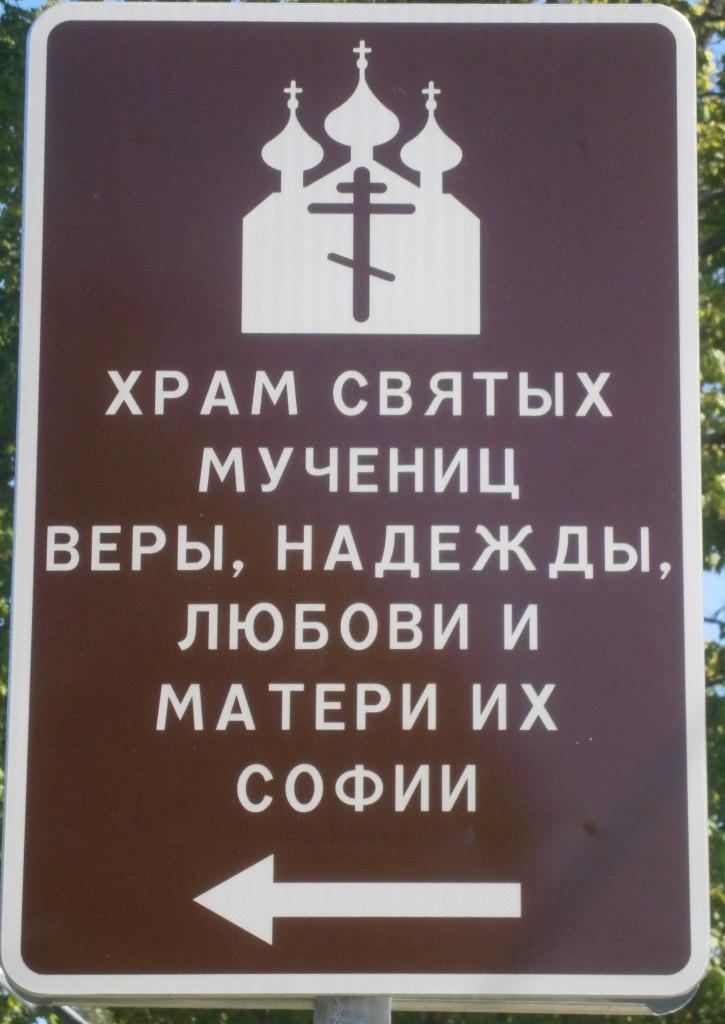 ХРАМ СВЯТЫХ
МУЧЕНИЦ
ВЕРЫ, НАДЕЖДЫ,
ЛЮБОВИ И
МАТЕРИ ИХ
СОФИИ